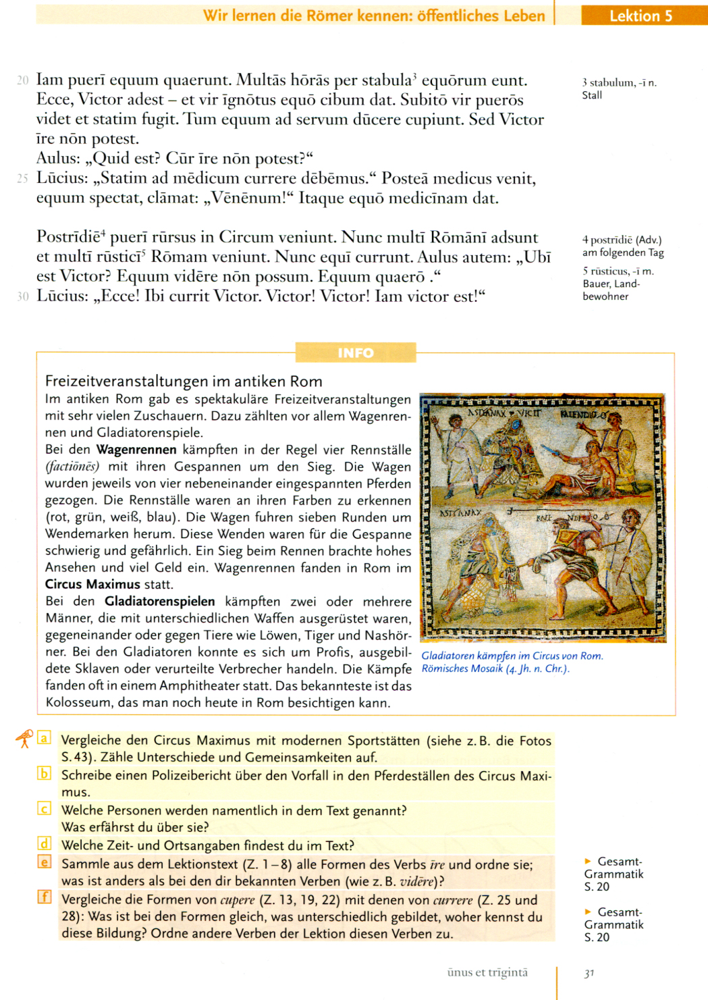 Wir lernen die Römer kennen: öffentliches Leben
Lektion 5
20 Iam puerī equum quaerunt. Multās hōrās per stabula³ equōrum eunt.
Ecce, Victor adest – et vir īgnōtus equō cibum dat. Subitō vir puerōs
videt et statim fugit. Tum equum ad servum dūcere cupiunt. Sed Victor
īre nōn potest.
Aulus: „Quid est? Cūr īre nōn potest?“
25 Lūcius: „Statim ad mēdicum currere dēbēmus.“ Posteā medicus venit,
equum spectat, clāmat: „Vēnēnum!“ Itaque equō medicīnam dat.
3 stabulum, -ī n.
Stall
Postrīdiē⁴ puerī rūrsus in Circum veniunt. Nunc multī Rōmānī adsunt
et multī rūsticī⁵ Rōmam veniunt. Nunc equī currunt. Aulus autem: „Ubī
est Victor? Equum vidēre nōn possum. Equum quaerō .“
30 Lūcius: „Ecce! Ibi currit Victor. Victor! Victor! Iam victor est!“
4 postrīdiē (Adv.)
am folgenden Tag
5 rūsticus, -ī m.
Bauer, Land-
bewohner
INFO
Freizeitveranstaltungen im antiken Rom
Im antiken Rom gab es spektakuläre Freizeitveranstaltungen
mit sehr vielen Zuschauern. Dazu zählten vor allem Wagenren-
nen und Gladiatorenspiele.
Bei den Wagenrennen kämpften in der Regel vier Rennställe
(factiōnēs) mit ihren Gespannen um den Sieg. Die Wagen
wurden jeweils von vier nebeneinander eingespannten Pferden
gezogen. Die Rennställe waren an ihren Farben zu erkennen
(rot, grün, weiß, blau). Die Wagen fuhren sieben Runden um
Wendemarken herum. Diese Wenden waren für die Gespanne
schwierig und gefährlich. Ein Sieg beim Rennen brachte hohes
Ansehen und viel Geld ein. Wagenrennen fanden in Rom im
Circus Maximus statt.
Bei den Gladiatorenspielen kämpften zwei oder mehrere
Männer, die mit unterschiedlichen Waffen ausgerüstet waren,
gegeneinander oder gegen Tiere wie Löwen, Tiger und Nashör-
ner. Bei den Gladiatoren konnte es sich um Profis, ausgebil-
dete Sklaven oder verurteilte Verbrecher handeln. Die Kämpfe
fanden oft in einem Amphitheater statt. Das bekannteste ist das
Kolosseum, das man noch heute in Rom besichtigen kann.
ASTIANAX VICIT KALENDIO
ASTIANAX
Gladiatoren kämpfen im Circus von Rom.
Römisches Mosaik (4. Jh. n. Chr.).
a Vergleiche den Circus Maximus mit modernen Sportstätten (siehe z. B. die Fotos
S. 43). Zähle Unterschiede und Gemeinsamkeiten auf.
b Schreibe einen Polizeibericht über den Vorfall in den Pferdeställen des Circus Maxi-
mus.
c Welche Personen werden namentlich in dem Text genannt?
Was erfährst du über sie?
d Welche Zeit- und Ortsangaben findest du im Text?
e Sammle aus dem Lektionstext (Z. 1 – 8) alle Formen des Verbs īre und ordne sie;
was ist anders als bei den dir bekannten Verben (wie z. B. vidēre)?
f Vergleiche die Formen von cupere (Z. 13, 19, 22) mit denen von currere (Z. 25 und
28): Was ist bei den Formen gleich, was unterschiedlich gebildet, woher kennst du
diese Bildung? Ordne andere Verben der Lektion diesen Verben zu.
► Gesamt-
Grammatik
S. 20
► Gesamt-
Grammatik
S. 20
ūnus et trīgintā
31